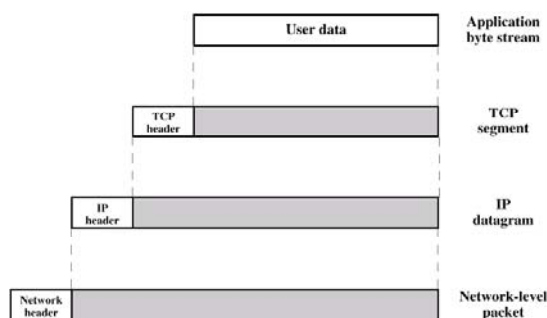 User data
Application
byte stream
TCP
header
TCP
segment
IP
header
IP
datagram
Network
header
Network-level
packet